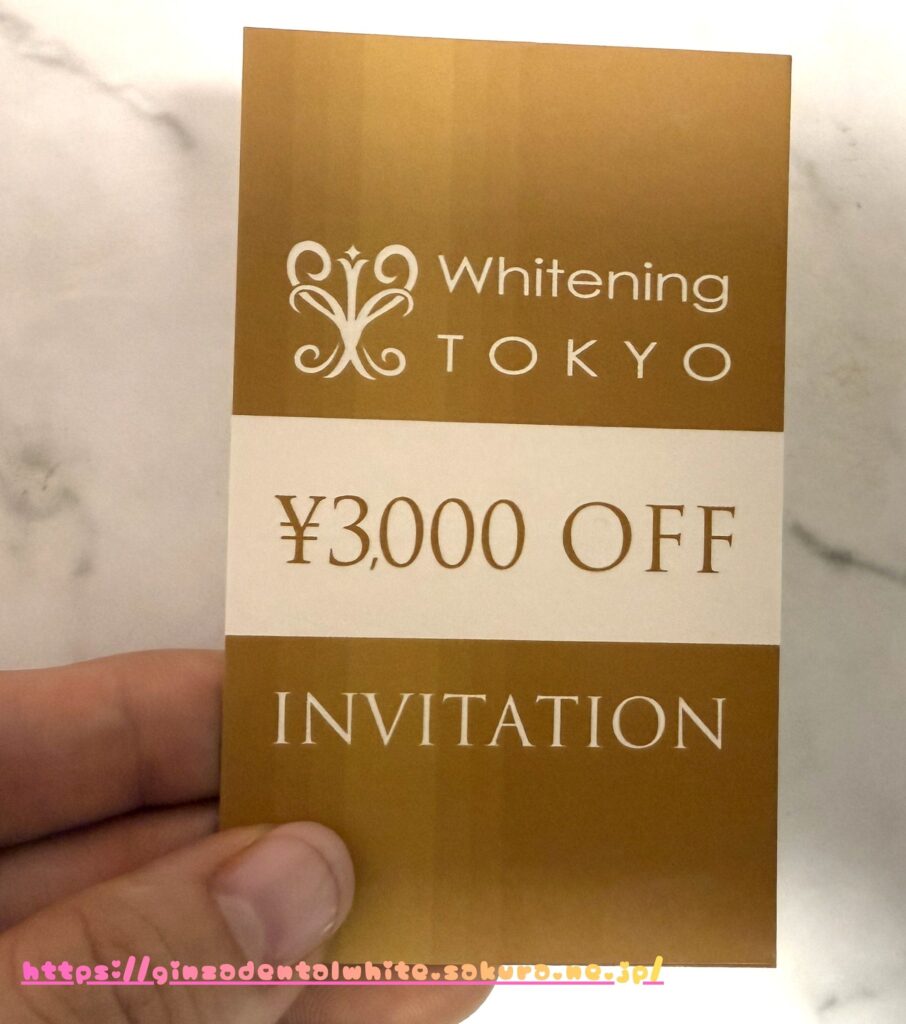 Whitening
TOKYO
¥3,000 OFF
INVITATION
https://ginzadentalwhite.sakura.ne.jp/